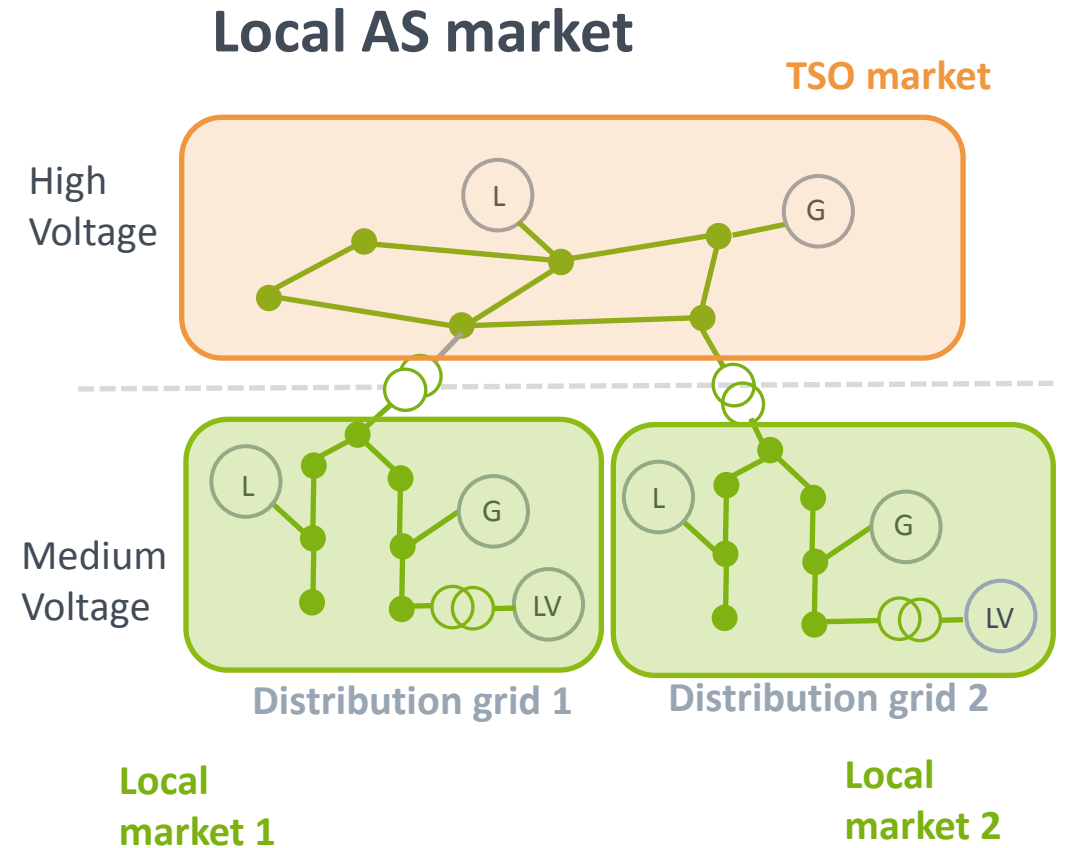 Local AS market
TSO market
High
Voltage
L
G
L
G
LV
L
G
LV
Medium
Voltage
Distribution grid 1
Distribution grid 2
Local
market 1
Local
market 2